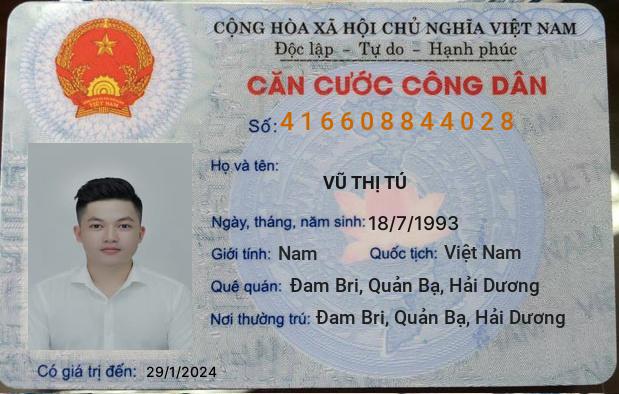 CỘNG HÒA XÃ HỘI CHỦ NGHĨA VIỆT NAM
Độc lập - Tự do - Hạnh phúc
CĂN CƯỚC CÔNG DÂN
Số: 416608844028
Họ và tên:
VŨ THỊ TÚ
Ngày, tháng, năm sinh: 18/7/1993
Giới tính: Nam Quốc tịch: Việt Nam
Quê quán: Đam Bri, Quản Bạ, Hải Dương
Nơi thường trú: Đam Bri, Quản Bạ, Hải Dương
Có giá trị đến: 29/1/2024
VIỆT NAM